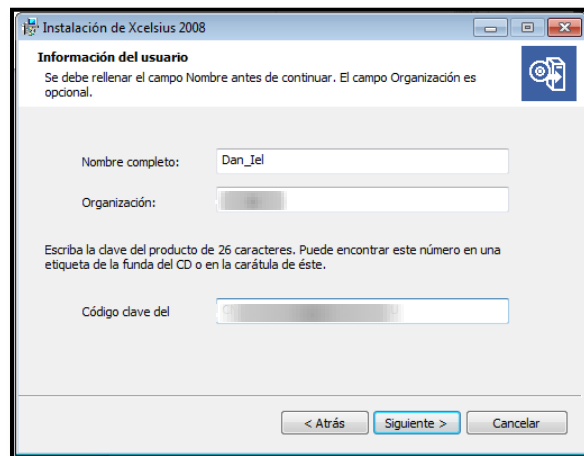 Instalación de Xcelsius 2008
Información del usuario
Se debe rellenar el campo Nombre antes de continuar. El campo Organización es
opcional.
Nombre completo: Dan_Iel
Organización:
Escriba la clave del producto de 26 caracteres. Puede encontrar este número en una
etiqueta de la funda del CD o en la carátula de éste.
Código clave del
< Atrás Siguiente > Cancelar